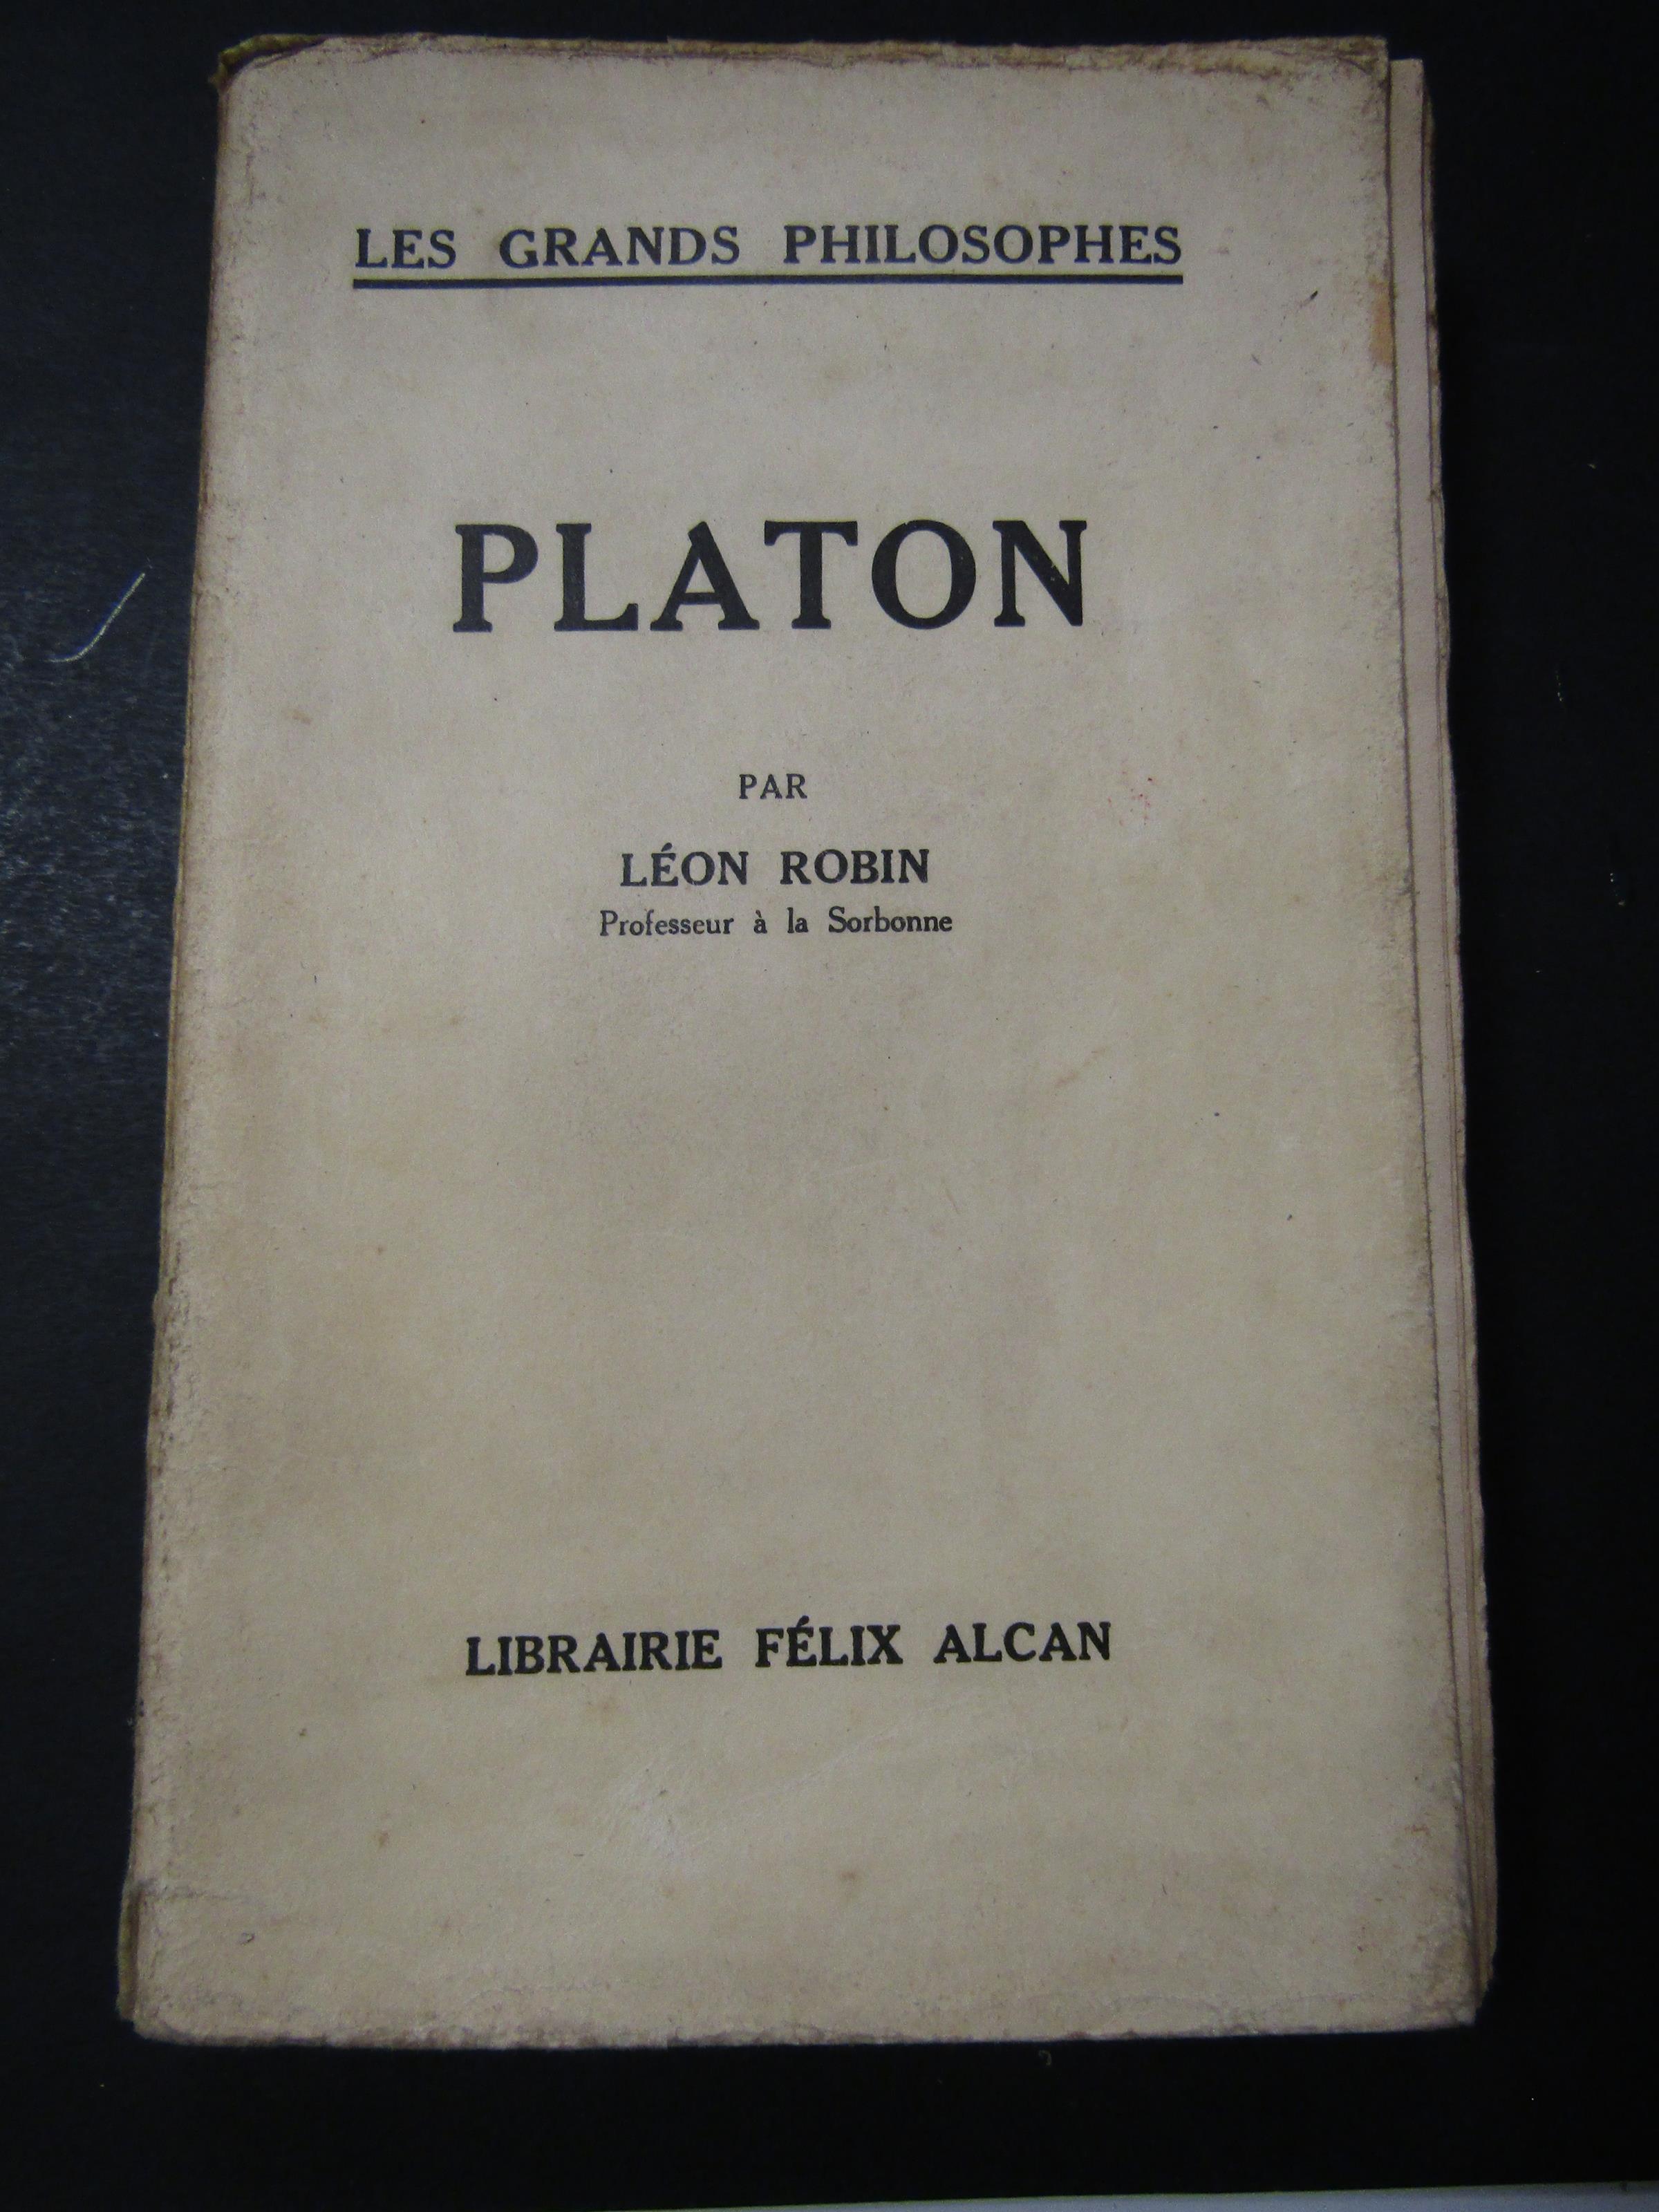 LES GRANDS PHILOSOPHES
PLATON
PAR
LÉON ROBIN
Professeur à la Sorbonne
LIBRAIRIE FÉLIX ALCAN